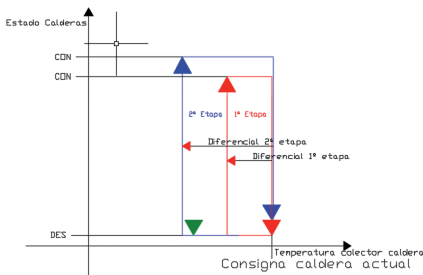 Estado Calderas
CON
CON
2ª Etapa 1ª Etapa
Diferencial 2ª etapa
Diferencial 1ª etapa
DES
Temperatura colector caldera
Consigna caldera actual